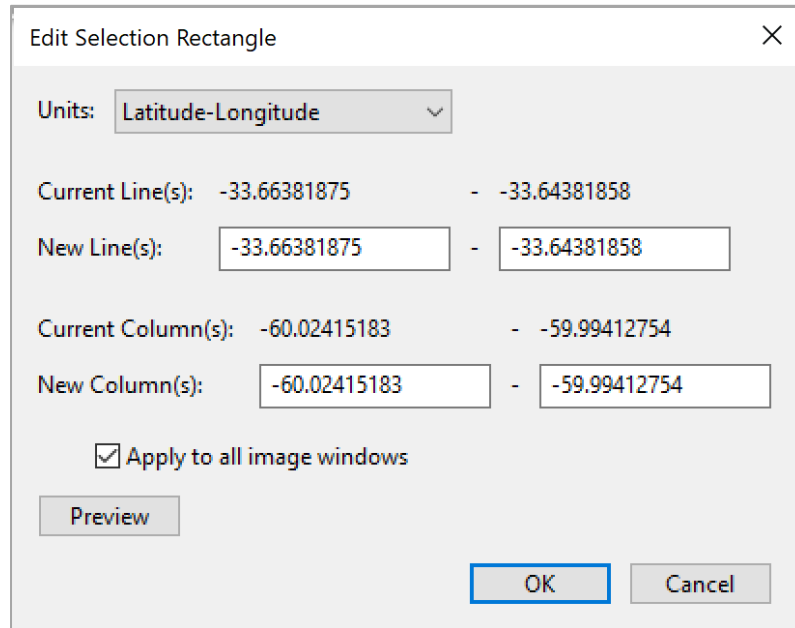 Edit Selection Rectangle
Units: Latitude-Longitude
Current Line(s): -33.66381875 - -33.64381858
New Line(s): -33.66381875 - -33.64381858
Current Column(s): -60.02415183 - -59.99412754
New Column(s): -60.02415183 - -59.99412754
Apply to all image windows
Preview
OK Cancel